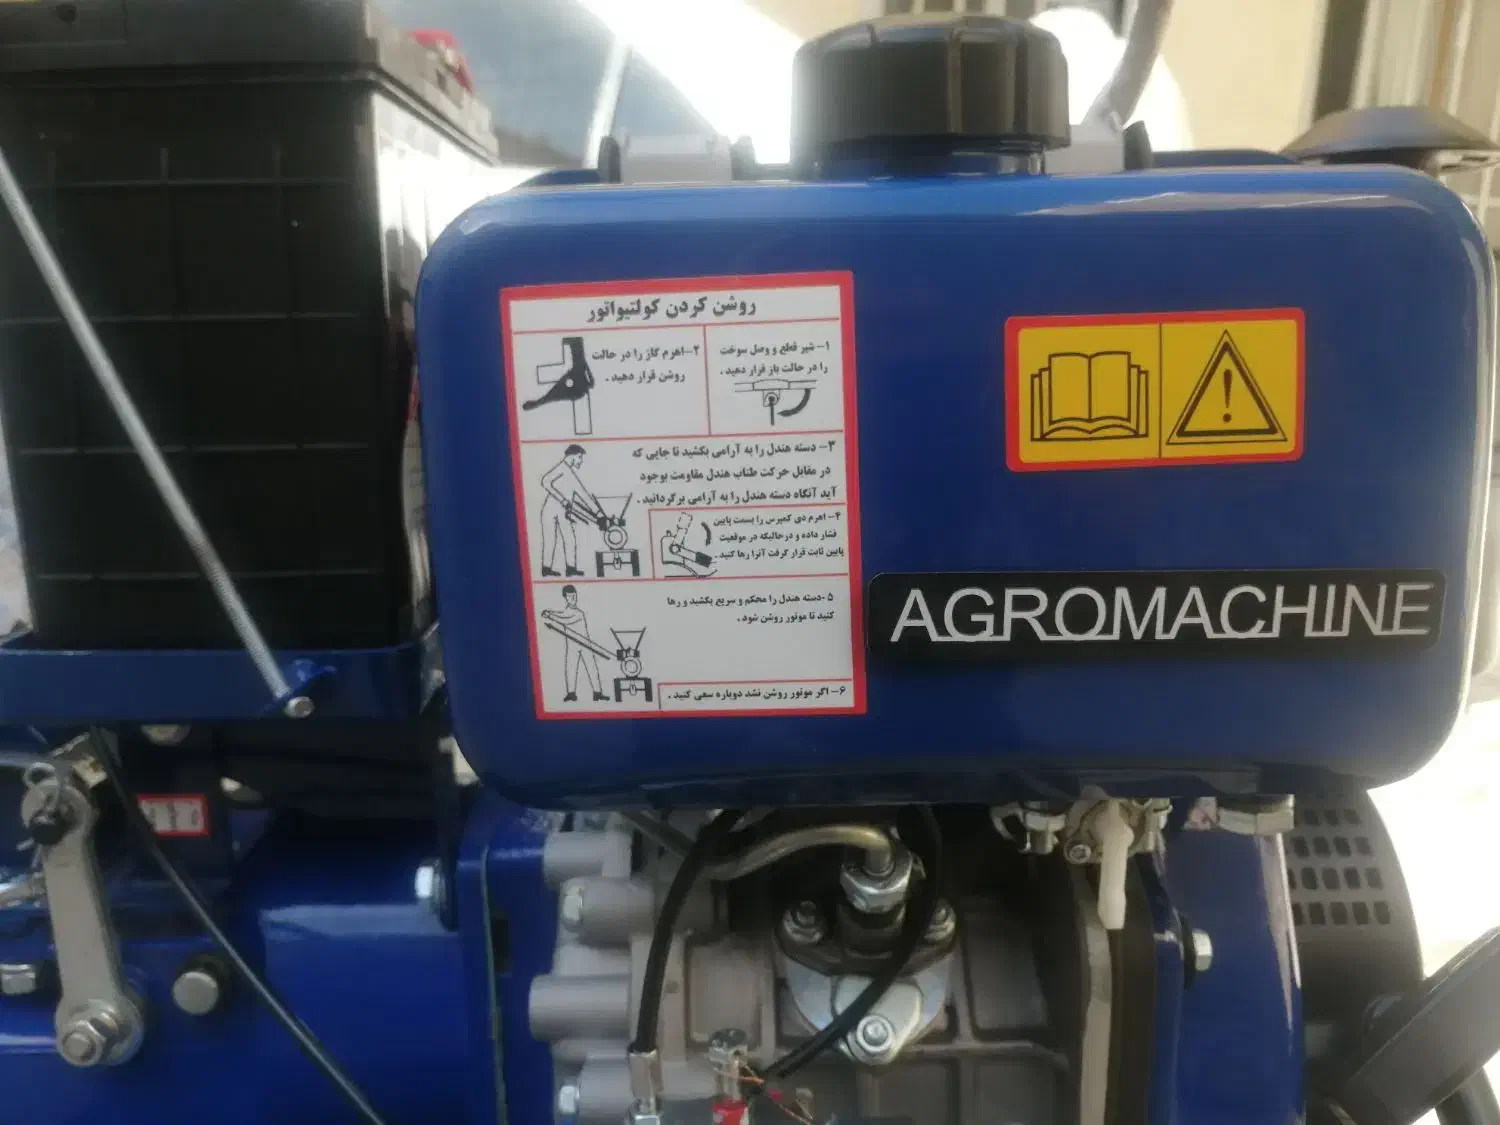 روشن کردن کولتیواتور
۱- شیر قطع و وصل سوخت
را در حالت باز قرار دهید .
۲-اهرم گاز را در حالت
روشن قرار دهید .
۳- دسته هندل را به آرامی بکشید تا جایی که
در مقابل حرکت طناب هندل مقاومت بوجود
آید آنگاه دسته هندل را به آرامی برگردانید .
۴- اهرم دی کمپرس را بسمت پایین
فشار داده و درحالیکه در موقعیت
پایین ثابت قرار گرفت آنرا رها کنید .
۵-دسته هندل را محکم و سریع بکشید و رها
کنید تا موتور روشن شود .
۶- اگر موتور روشن نشد دوباره سعی کنید .
AGROMACHINE